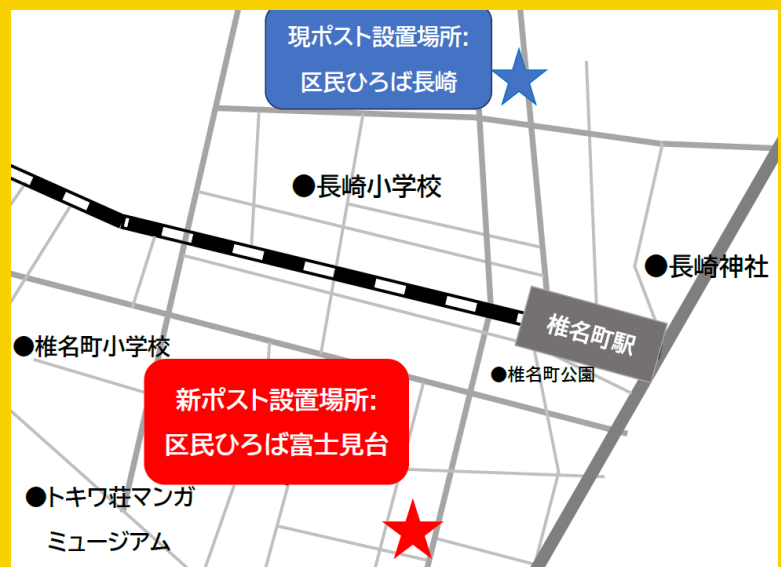 現ポスト設置場所:
区民ひろば長崎
●長崎小学校
●長崎神社
椎名町駅
●椎名町小学校
●椎名町公園
新ポスト設置場所:
区民ひろば富士見台
●トキワ荘マンガ
ミュージアム